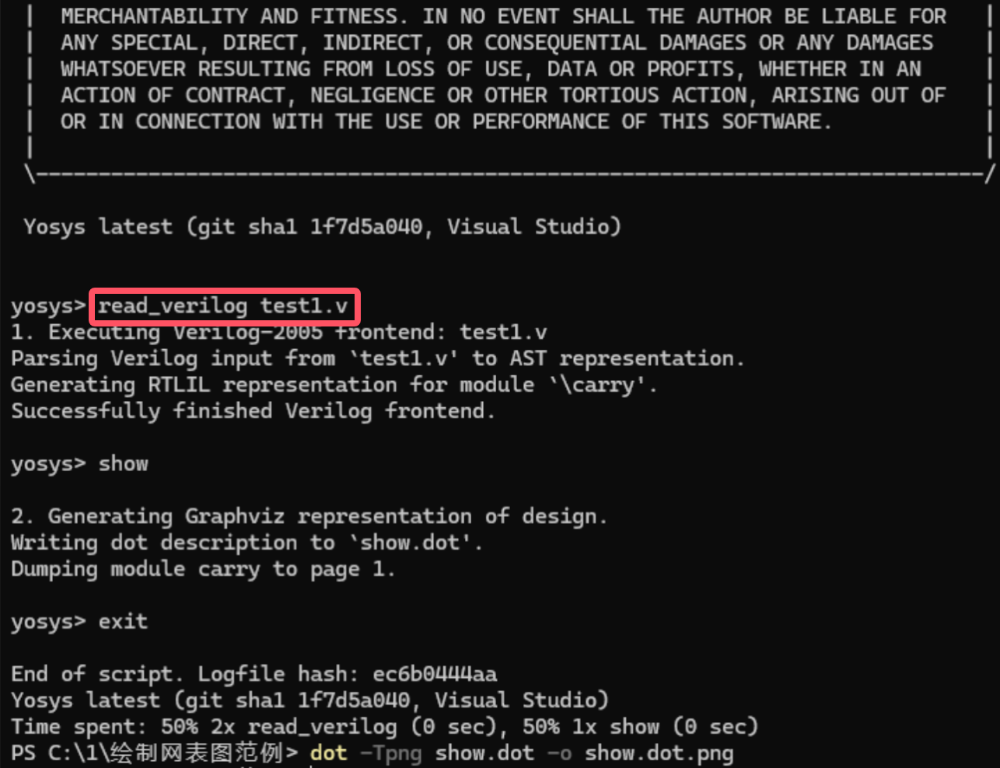 | MERCHANTABILITY AND FITNESS. IN NO EVENT SHALL THE AUTHOR BE LIABLE FOR |
| ANY SPECIAL, DIRECT, INDIRECT, OR CONSEQUENTIAL DAMAGES OR ANY DAMAGES |
| WHATSOEVER RESULTING FROM LOSS OF USE, DATA OR PROFITS, WHETHER IN AN |
| ACTION OF CONTRACT, NEGLIGENCE OR OTHER TORTIOUS ACTION, ARISING OUT OF |
| OR IN CONNECTION WITH THE USE OR PERFORMANCE OF THIS SOFTWARE. |
| |
\----------------------------------------------------------------------------/
Yosys latest (git sha1 1f7d5a040, Visual Studio)
yosys> read_verilog test1.v
1. Executing Verilog-2005 frontend: test1.v
Parsing Verilog input from `test1.v' to AST representation.
Generating RTLIL representation for module `\carry'.
Successfully finished Verilog frontend.
yosys> show
2. Generating Graphviz representation of design.
Writing dot description to `show.dot'.
Dumping module carry to page 1.
yosys> exit
End of script. Logfile hash: ec6b0444aa
Yosys latest (git sha1 1f7d5a040, Visual Studio)
Time spent: 50% 2x read_verilog (0 sec), 50% 1x show (0 sec)
PS C:\1\绘制网表图范例> dot -Tpng show.dot -o show.dot.png